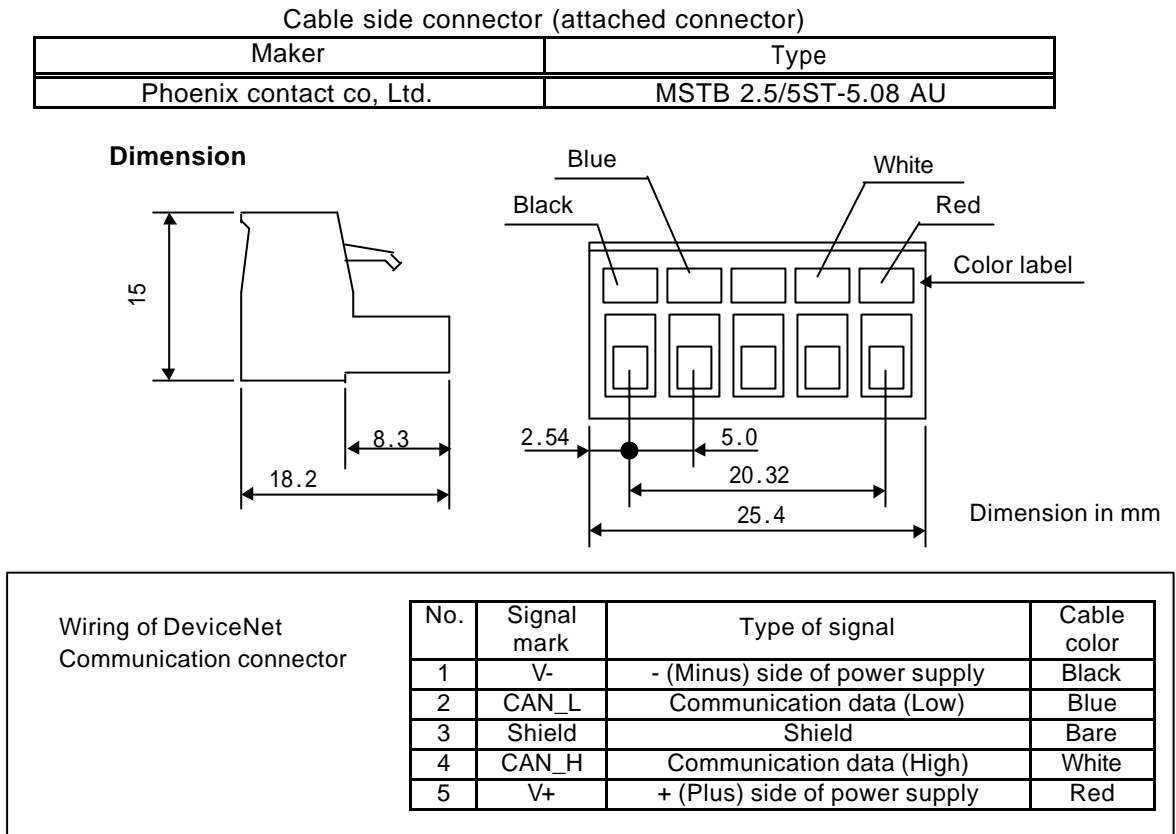 Cable side connector (attached connector)
Maker Type
Phoenix contact co, Ltd. MSTB 2.5/5ST-5.08 AU
Dimension
Blue
White
Black
Red
Color label
15
8.3
18.2
2.54
5.0
20.32
25.4
Dimension in mm
Wiring of DeviceNet
Communication connector
No. Signal mark Type of signal Cable color
1 V- - (Minus) side of power supply Black
2 CAN_L Communication data (Low) Blue
3 Shield Shield Bare
4 CAN_H Communication data (High) White
5 V+ + (Plus) side of power supply Red